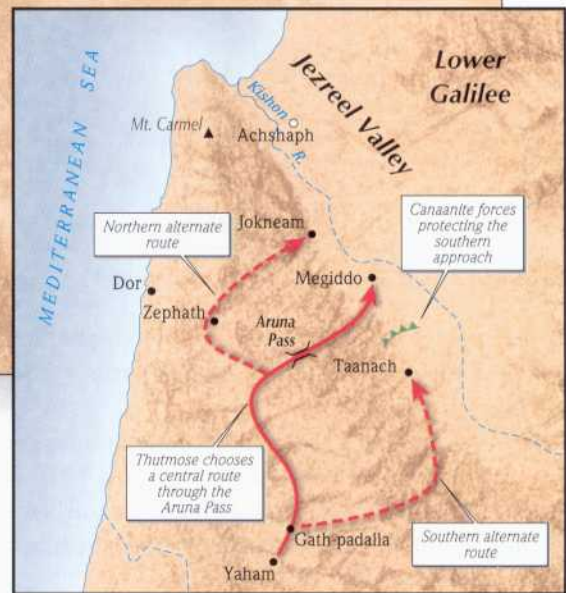 MEDITERRANEAN SEA
Lower
Galilee
Jezreel Valley
Kishon R.
Mt. Carmel
Achshaph
Northern alternate
route
Jokneam
Canaanite forces
protecting the
southern
approach
Dor
Zephath
Megiddo
Aruna
Pass
Taanach
Thutmose chooses
a central route
through the
Aruna Pass
Gath-padalla
Southern alternate
route
Yaham